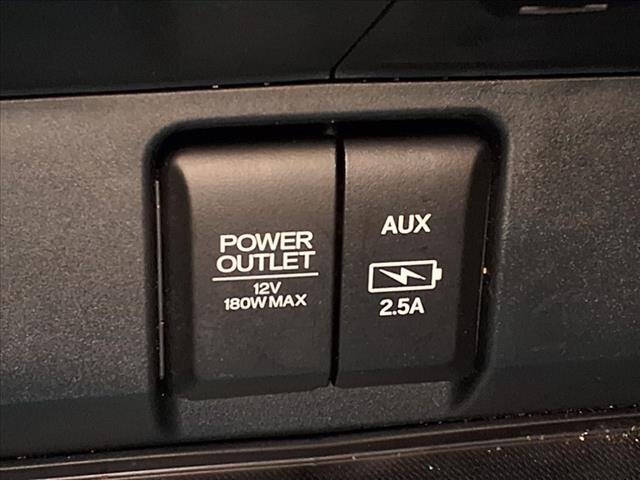 POWER
OUTLET
12V
180W MAX
AUX
2.5A